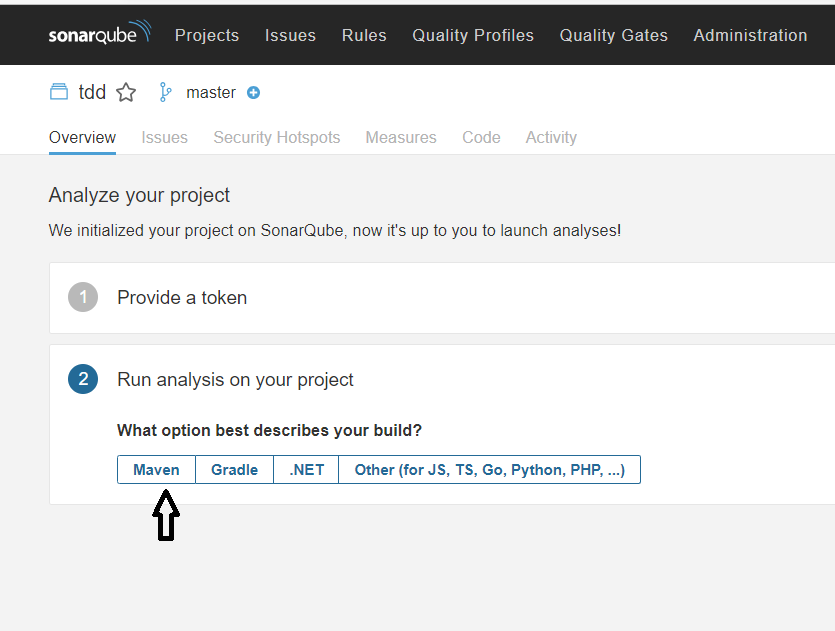 sonarqube Projects Issues Rules Quality Profiles Quality Gates Administration
tdd master
Overview Issues Security Hotspots Measures Code Activity
Analyze your project
We initialized your project on SonarQube, now it's up to you to launch analyses!
1 Provide a token
2 Run analysis on your project
What option best describes your build?
Maven Gradle .NET Other (for JS, TS, Go, Python, PHP, ...)